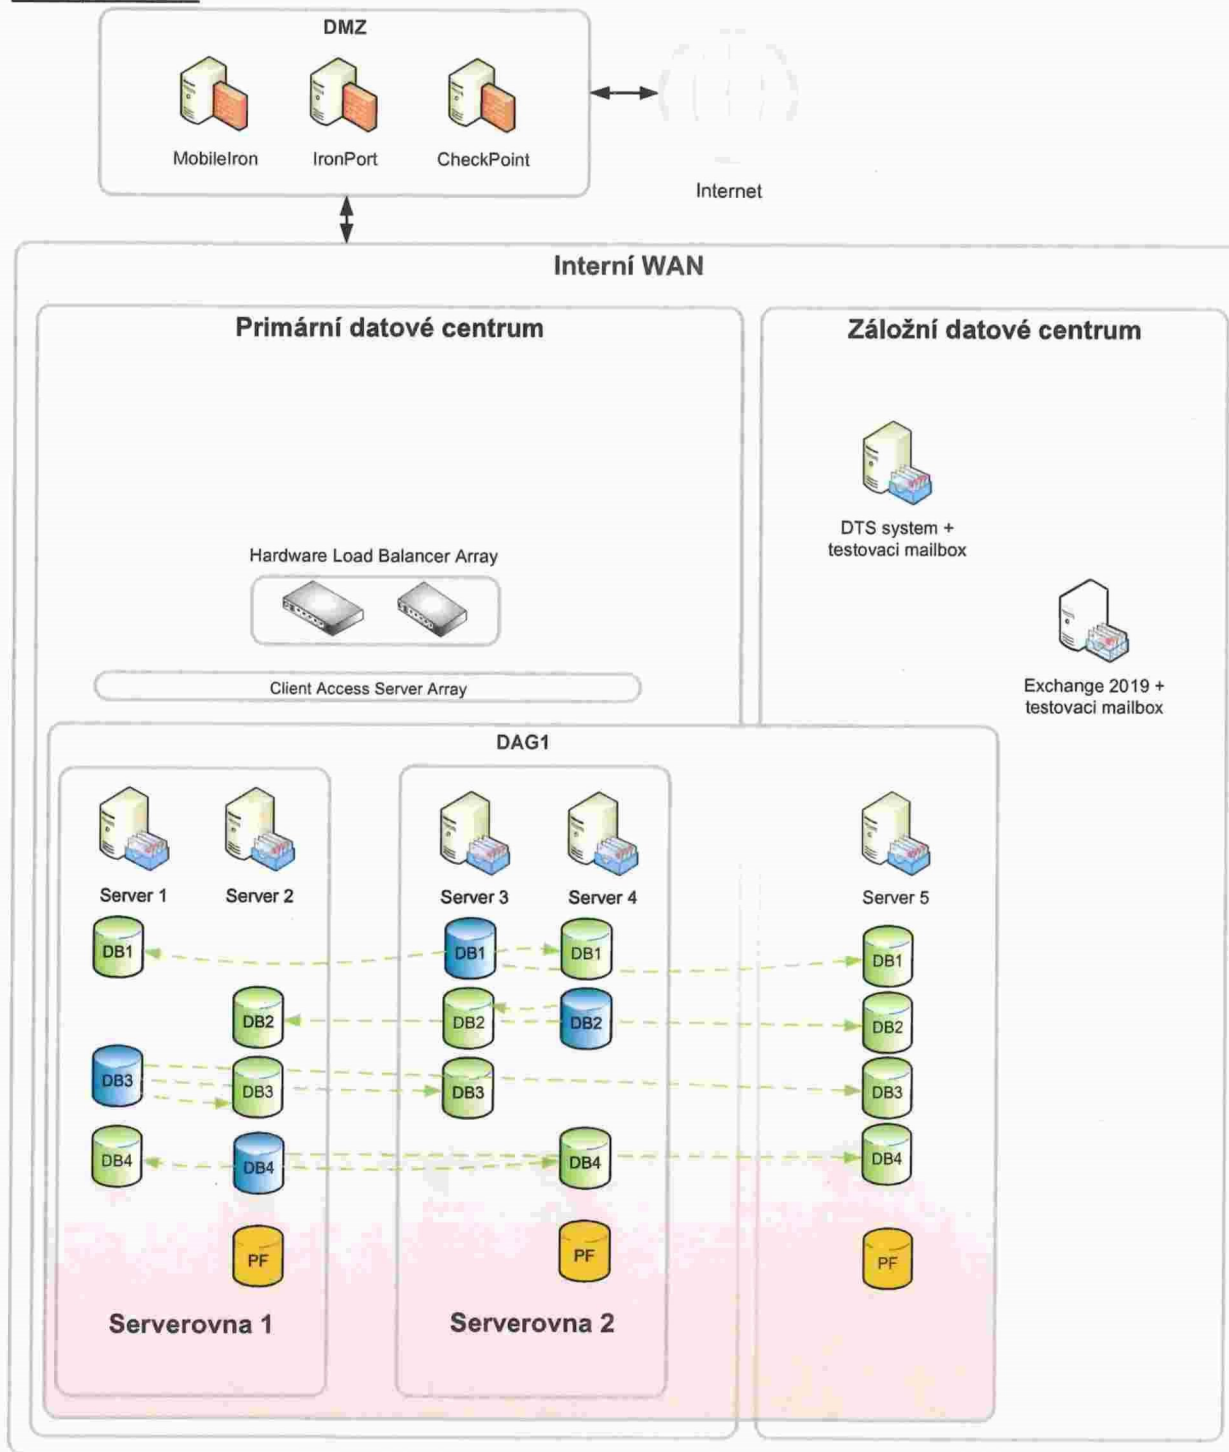 DMZ
MobileIron
IronPort
CheckPoint
Internet
Interní WAN
Primární datové centrum
Záložní datové centrum
DTS system +
testovaci mailbox
Hardware Load Balancer Array
Exchange 2019 +
testovaci mailbox
Client Access Server Array
DAG1
Server 1
Server 2
Server 3
Server 4
Server 5
DB1
DB1
DB1
DB1
DB2
DB2
DB2
DB2
DB3
DB3
DB3
DB3
DB4
DB4
DB4
DB4
PF
PF
PF
Serverovna 1
Serverovna 2